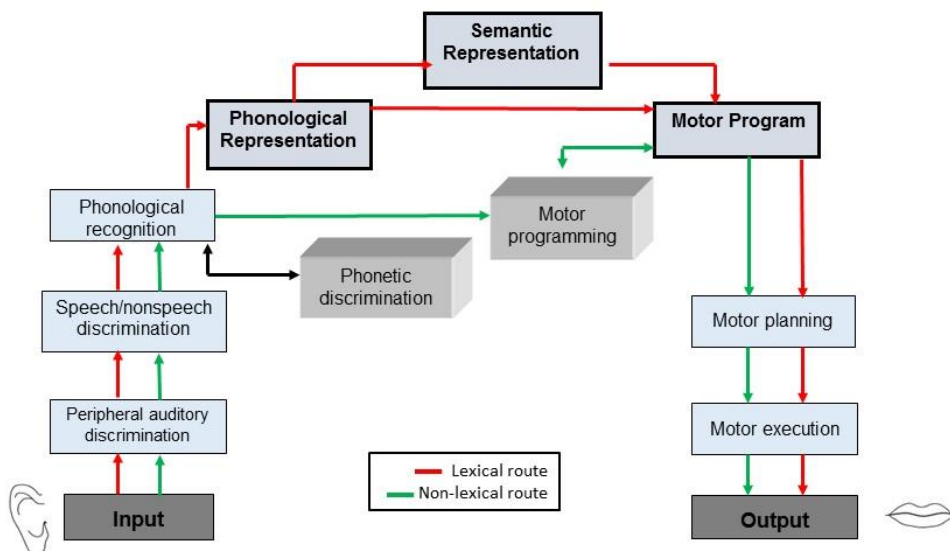 Semantic
Representation
Phonological
Representation
Motor Program
Phonological
recognition
Motor
programming
Phonetic
discrimination
Speech/nonspeech
discrimination
Motor planning
Peripheral auditory
discrimination
Motor execution
Lexical route
Non-lexical route
Input
Output